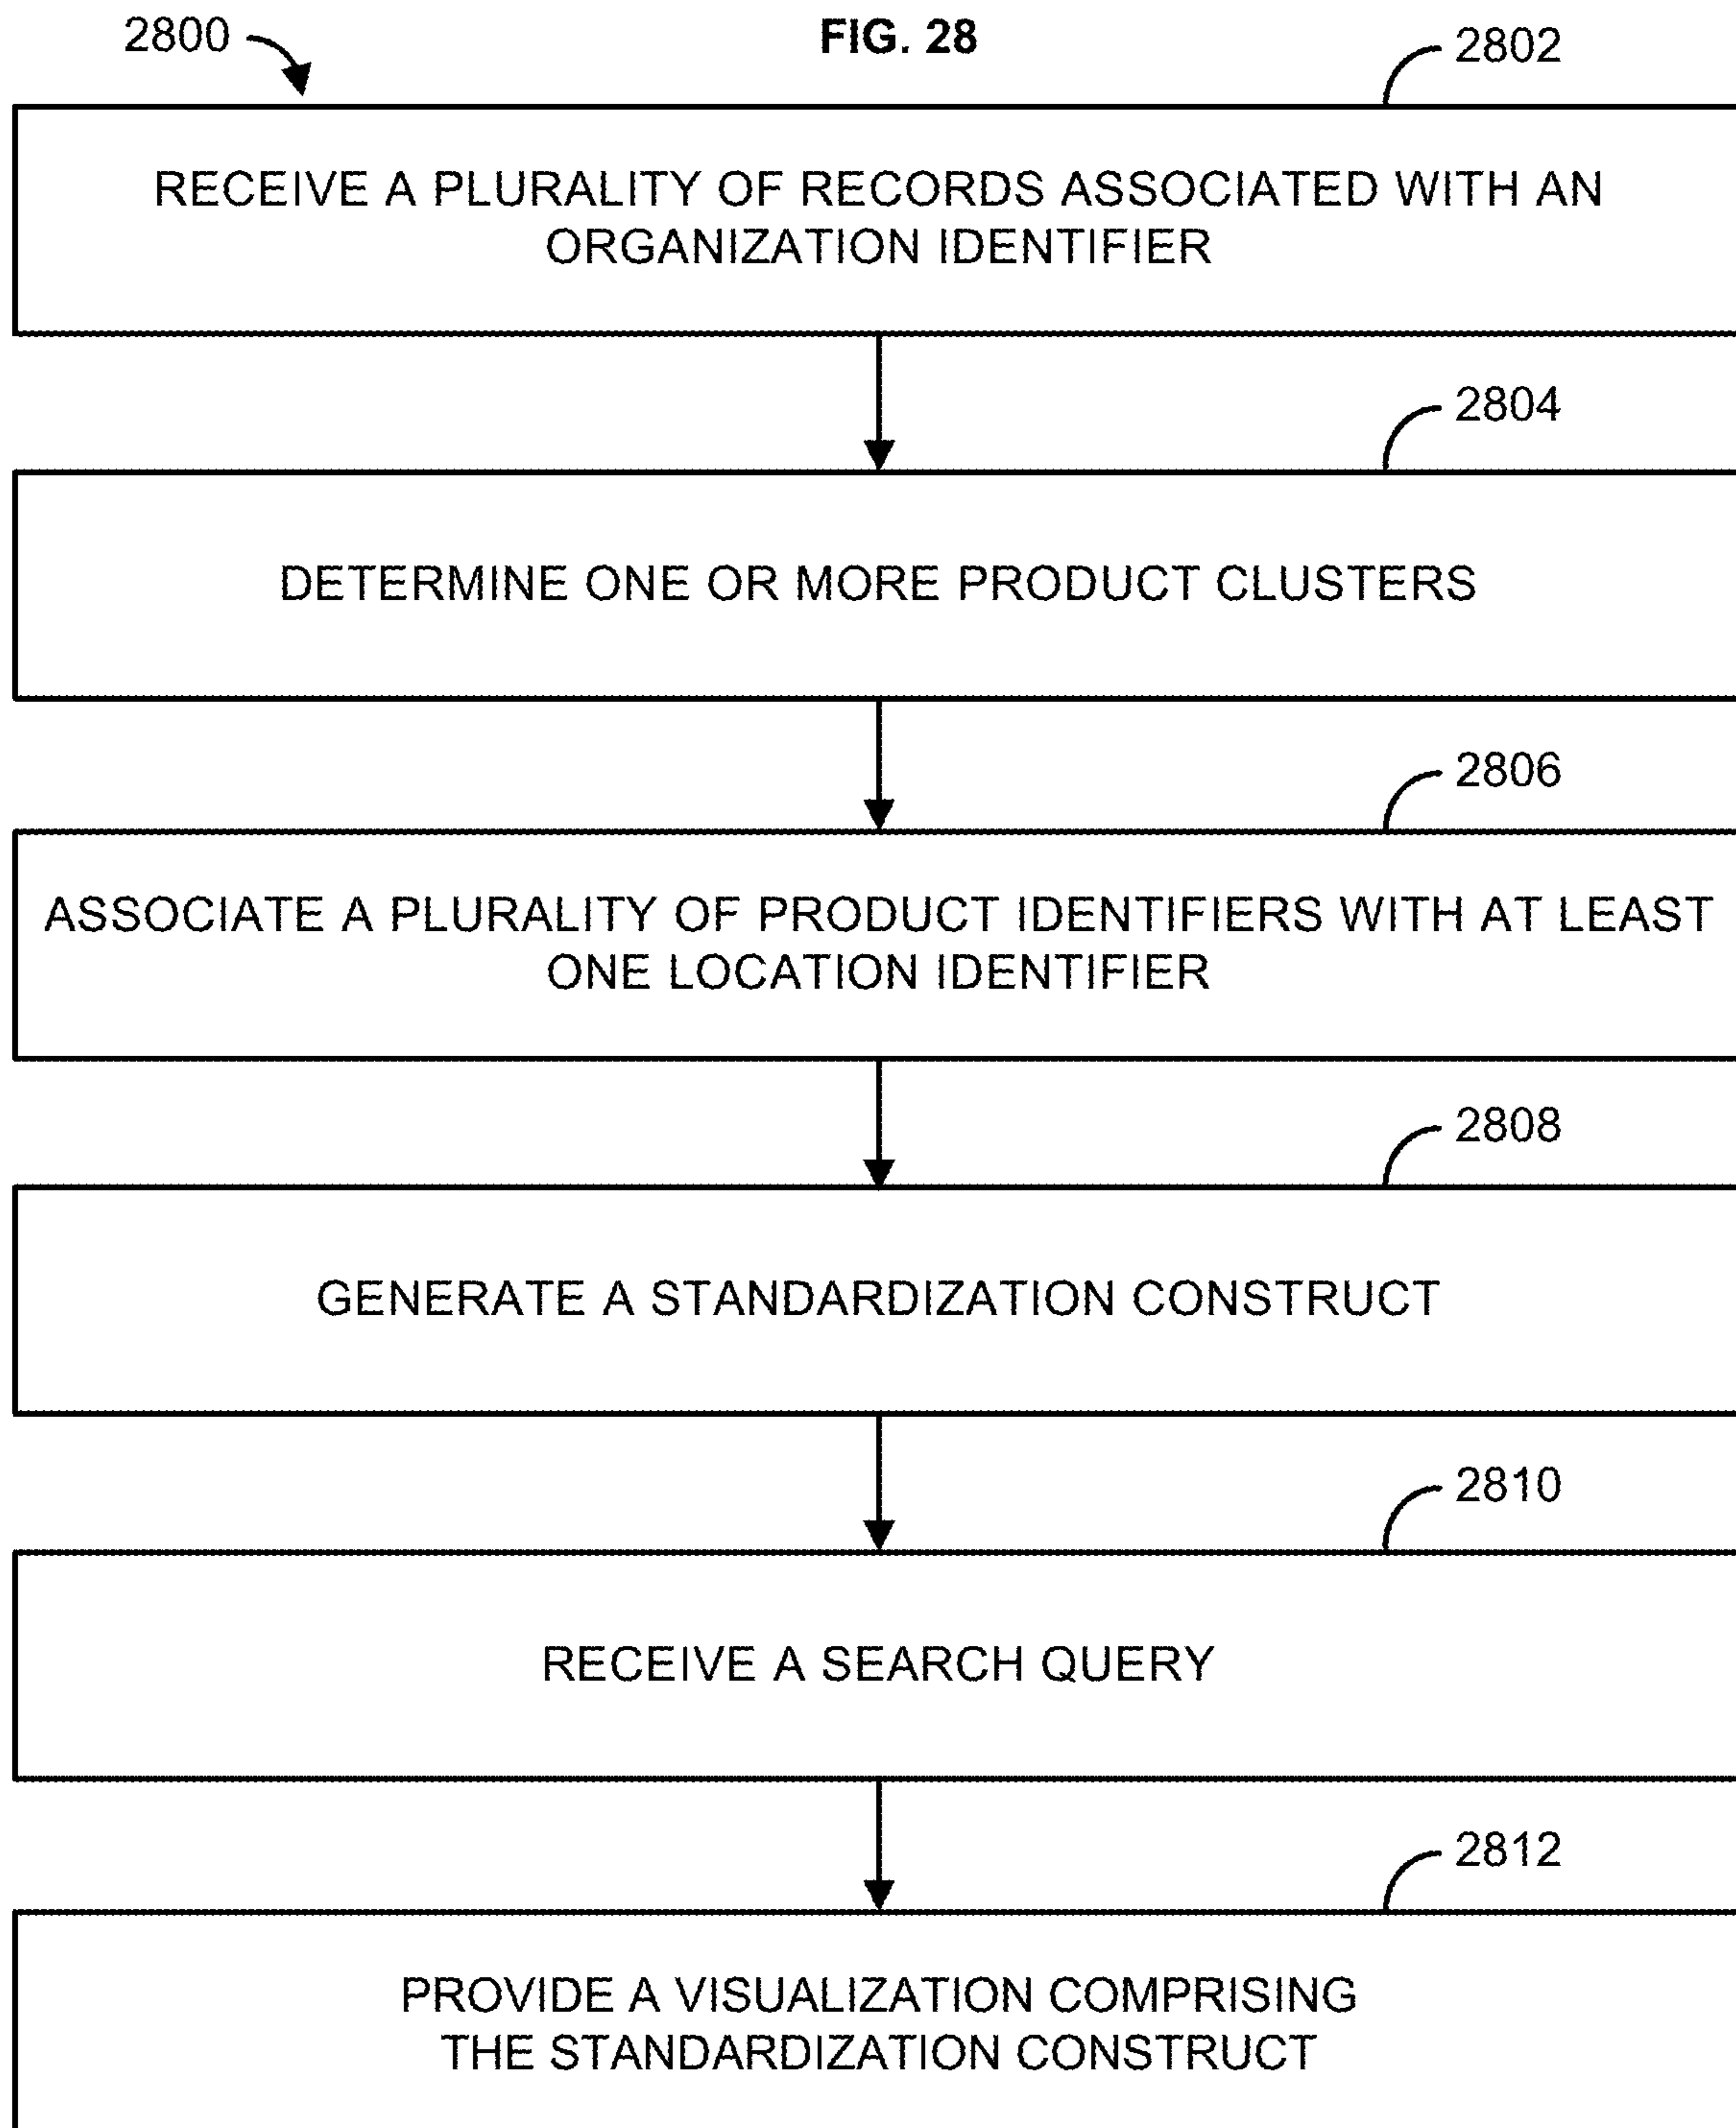 2800
FIG. 28
2802
RECEIVE A PLURALITY OF RECORDS ASSOCIATED WITH AN
ORGANIZATION IDENTIFIER
2804
DETERMINE ONE OR MORE PRODUCT CLUSTERS
2806
ASSOCIATE A PLURALITY OF PRODUCT IDENTIFIERS WITH AT LEAST
ONE LOCATION IDENTIFIER
2808
GENERATE A STANDARDIZATION CONSTRUCT
2810
RECEIVE A SEARCH QUERY
2812
PROVIDE A VISUALIZATION COMPRISING
THE STANDARDIZATION CONSTRUCT